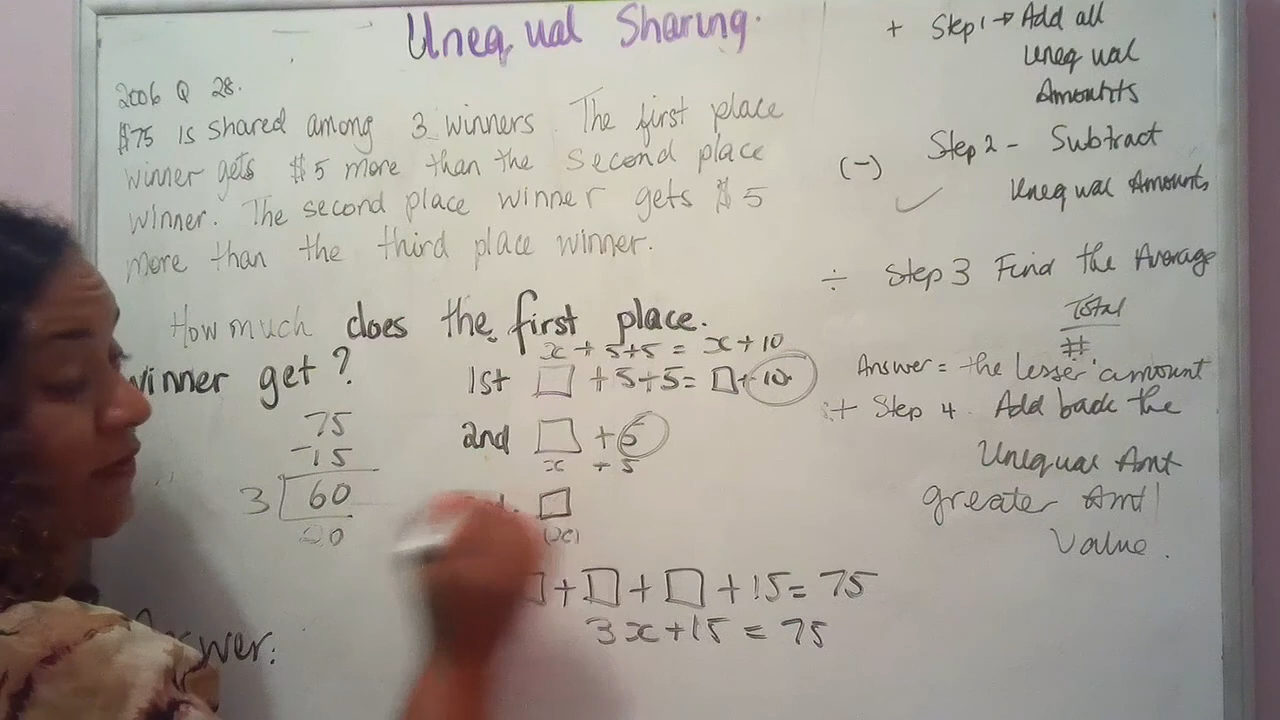 Unequal Sharing.
2006 Q 28.
$75 is shared among 3 winners. The first place
winner gets $5 more than the second place
winner. The second place winner gets $5
more than the third place winner.
How much does the first place.
winner get?
x + 5+5 = x+10
1st □ +5+5= □+10
2nd □ +5
x + 5
□
(x)
75
-15
3 60
20
□+□+□+15=75
3x+15=75
Answer:
+ Step 1→ Add all
unequal
Amounts
(-) Step 2 - Subtract
unequal Amounts
÷ Step 3 Find the Average
Total
#
Answer = the lesser amount
+ Step 4. Add back the
Unequal Amt
greater Amt/
Value.